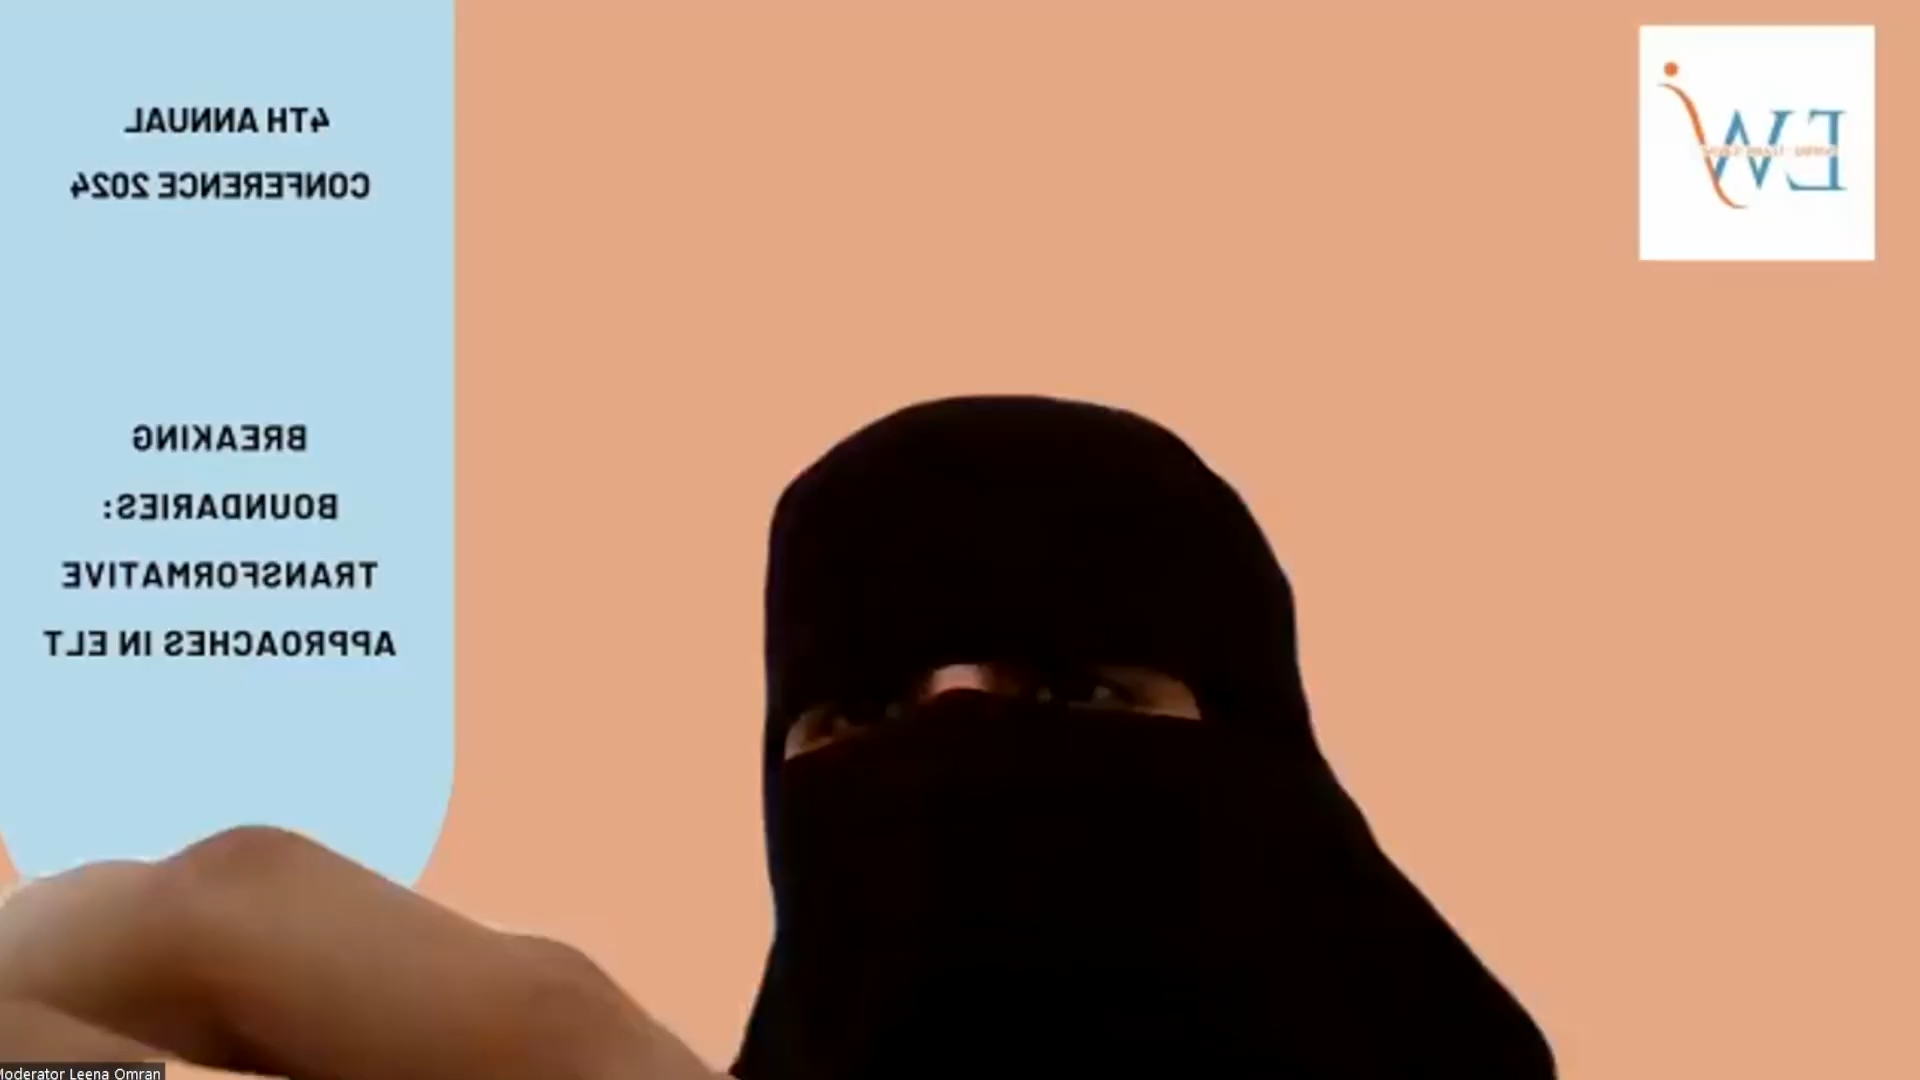 4TH ANNUAL
CONFERENCE 2024
BREAKING
BOUNDARIES:
TRANSFORMATIVE
APPROACHES IN ELT
EW
Moderator Leena Omran